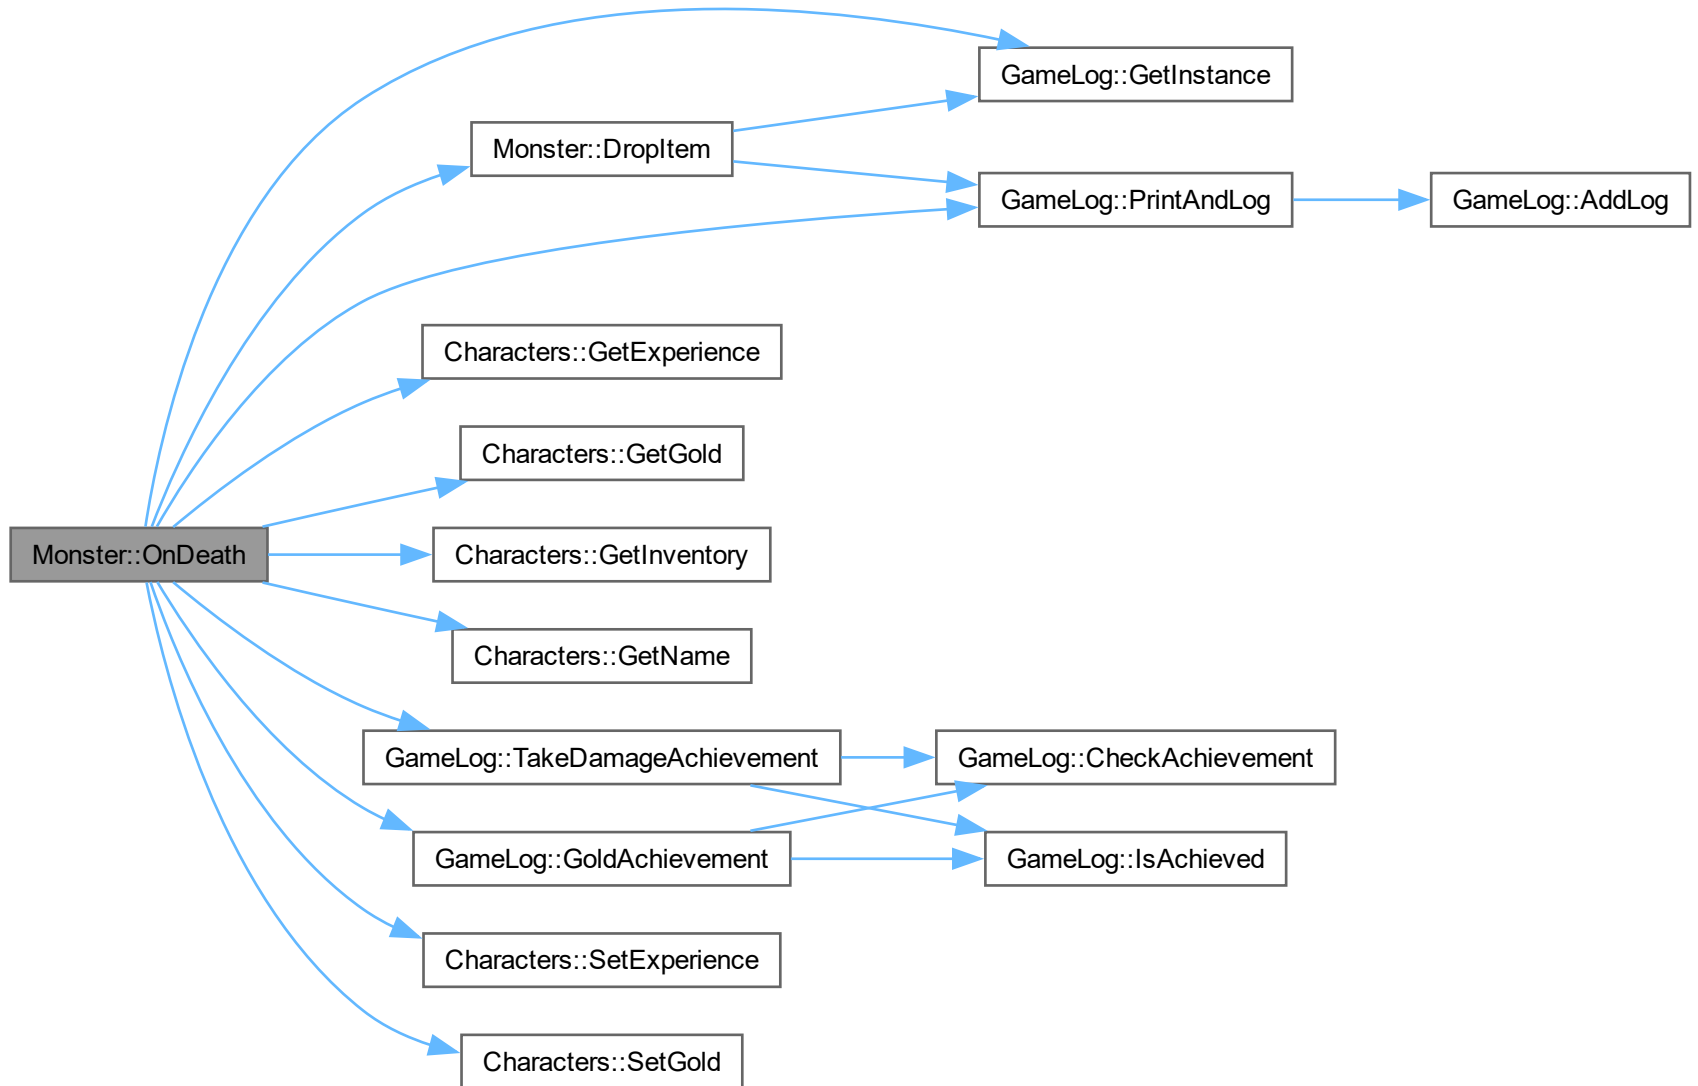 GameLog::GetInstance
Monster::DropItem
GameLog::PrintAndLog
GameLog::AddLog
Characters::GetExperience
Characters::GetGold
Monster::OnDeath
Characters::GetInventory
Characters::GetName
GameLog::TakeDamageAchievement
GameLog::CheckAchievement
GameLog::GoldAchievement
GameLog::IsAchieved
Characters::SetExperience
Characters::SetGold